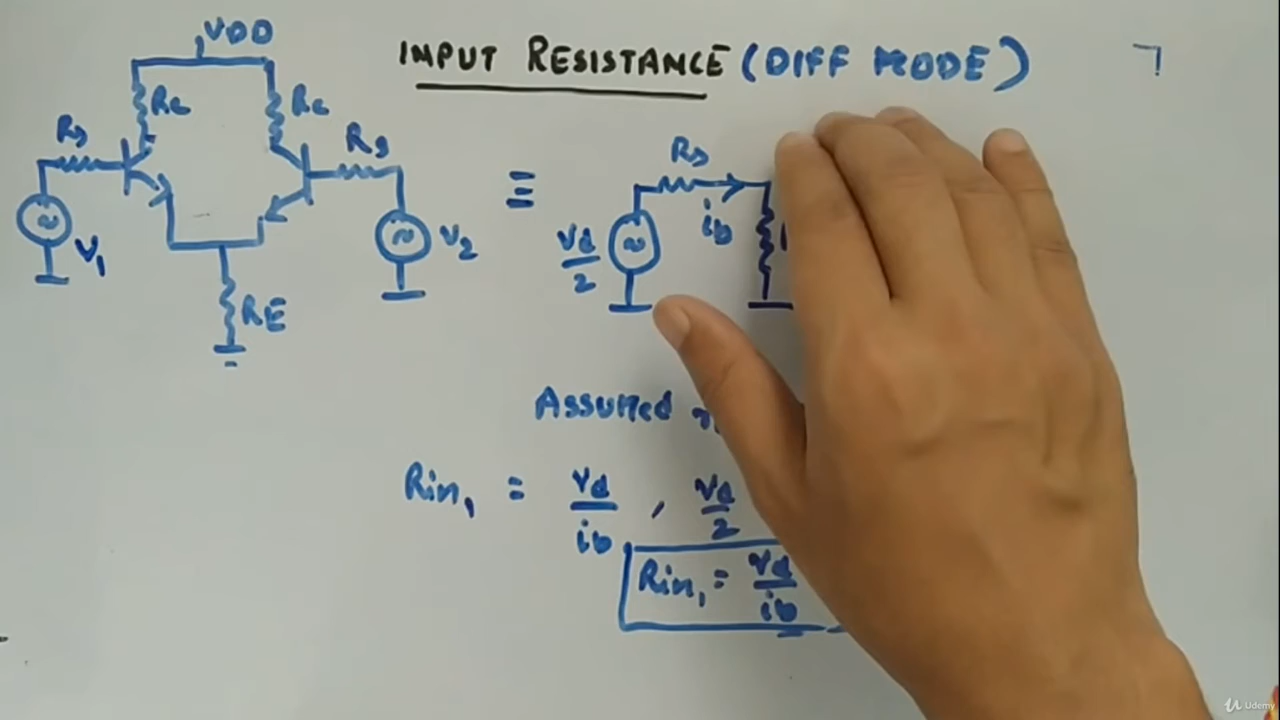 INPUT RESISTANCE (DIFF MODE)
VDD
Rc
Rc
Rs
Rs
V1
V2
RE
≡
Rs
ib
Vd/2
Assumed
Rin1 = Vd/ib , Vd/2
Rin1 = Vd/ib
Udemy